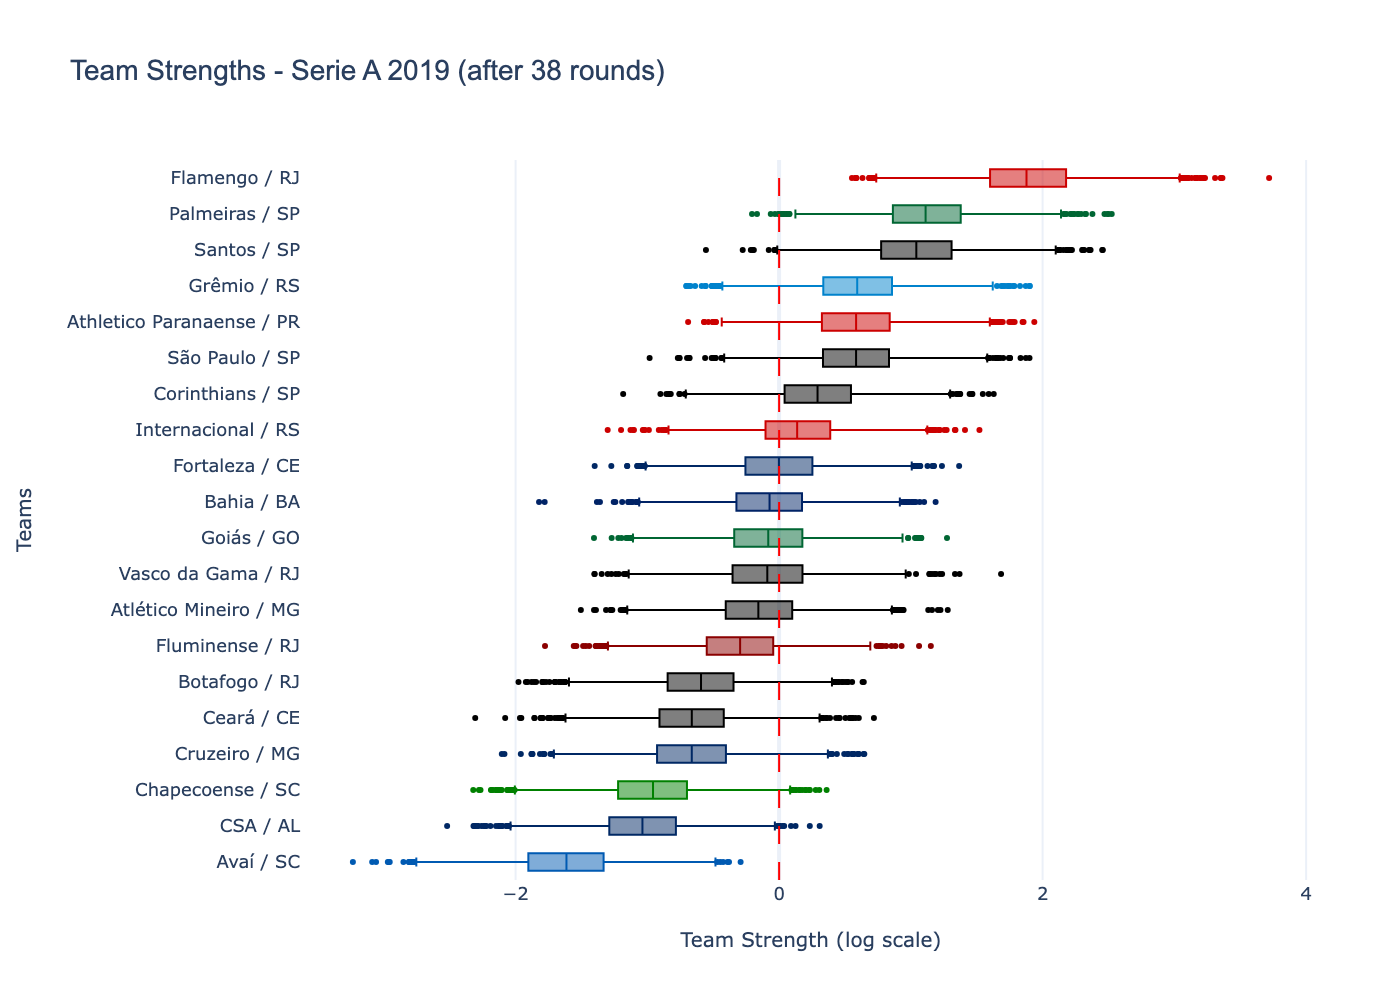 Team Strengths - Serie A 2019 (after 38 rounds)
Flamengo / RJ
Palmeiras / SP
Santos / SP
Grêmio / RS
Athletico Paranaense / PR
São Paulo / SP
Corinthians / SP
Internacional / RS
Fortaleza / CE
Bahia / BA
Goiás / GO
Vasco da Gama / RJ
Atlético Mineiro / MG
Fluminense / RJ
Botafogo / RJ
Ceará / CE
Cruzeiro / MG
Chapecoense / SC
CSA / AL
Avaí / SC
Teams
−2 0 2 4
Team Strength (log scale)